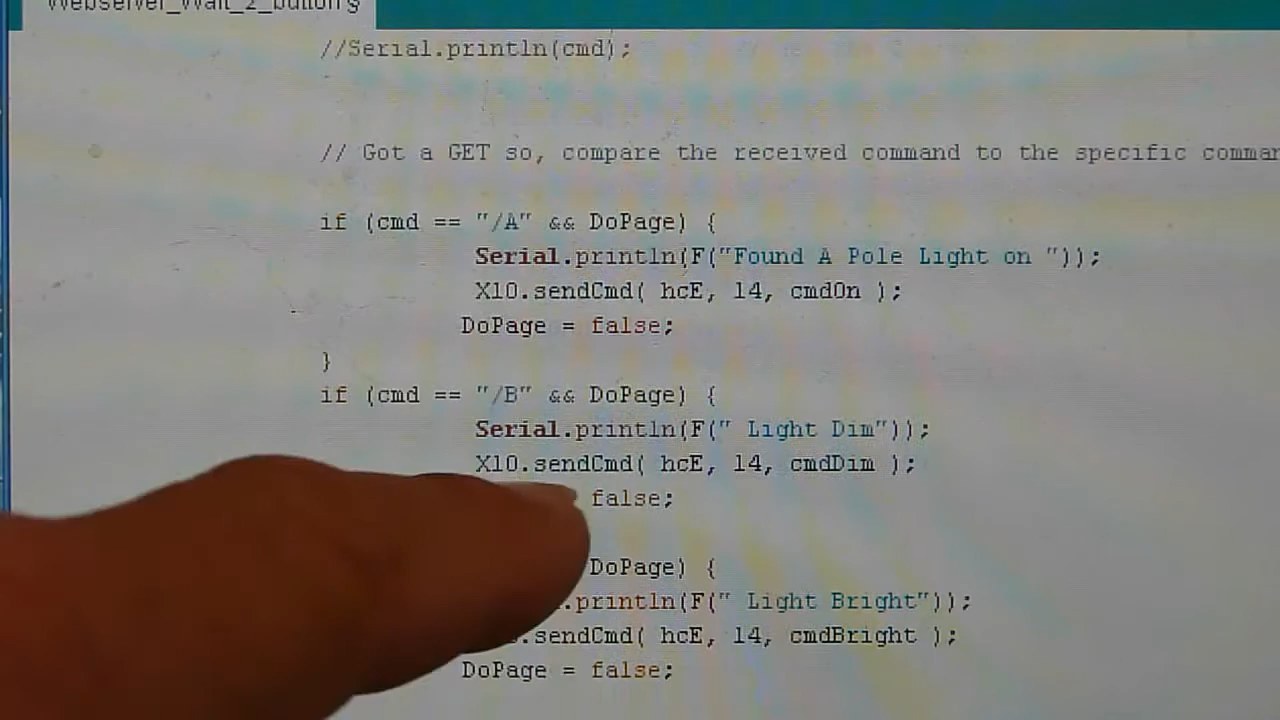 //Serial.println(cmd);
// Got a GET so, compare the received command to the specific
if (cmd == "/A" && DoPage) {
Serial.println(F("Found A Pole Light on "));
X10.sendCmd( hcE, 14, cmdOn );
DoPage = false;
}
if (cmd == "/B" && DoPage) {
Serial.println(F(" Light Dim"));
X10.sendCmd( hcE, 14, cmdDim );
false;
DoPage) {
.println(F(" Light Bright"));
.sendCmd( hcE, 14, cmdBright );
DoPage = false;